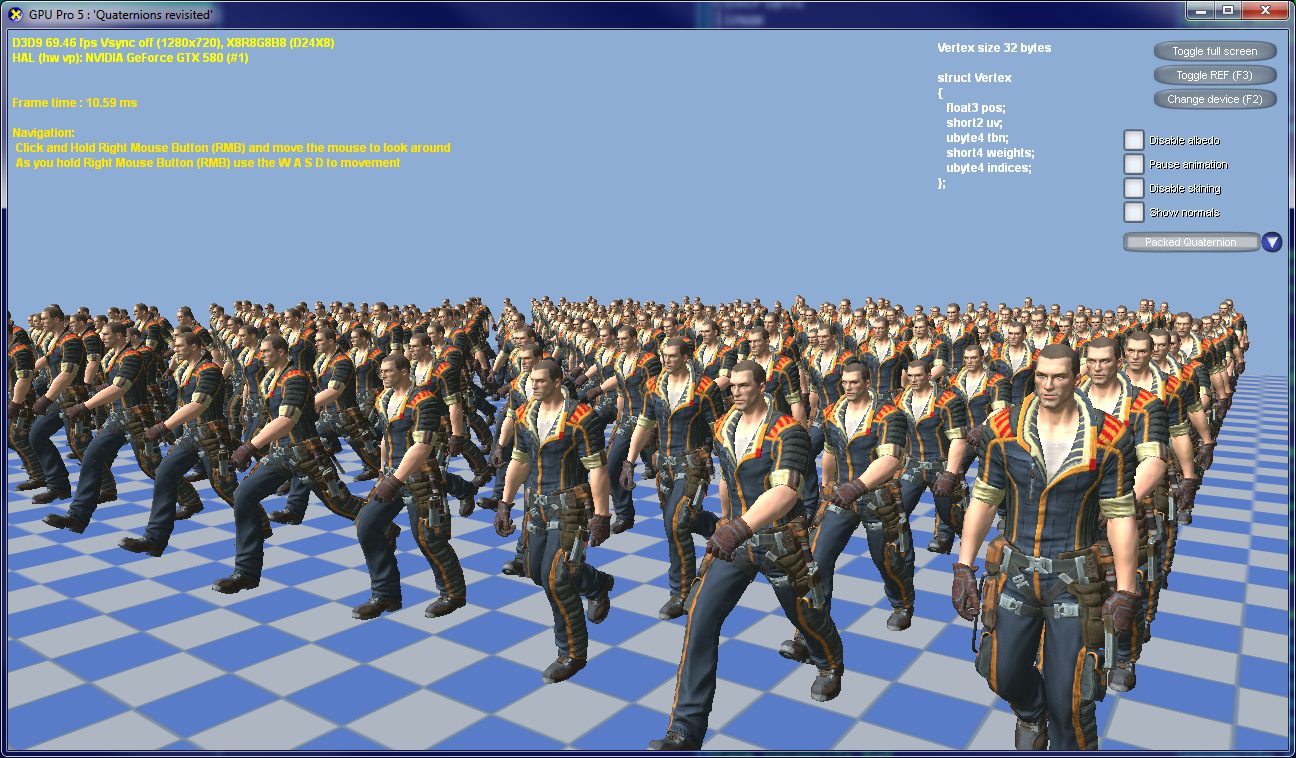 GPU Pro 5 : 'Quaternions revisited'
D3D9 69.46 fps Vsync off (1280x720), X8R8G8B8 (D24X8)
HAL (hw vp): NVIDIA GeForce GTX 580 (#1)
Frame time : 10.59 ms
Navigation:
Click and Hold Right Mouse Button (RMB) and move the mouse to look around
As you hold Right Mouse Button (RMB) use the W A S D to movement
Vertex size 32 bytes
struct Vertex
{
float3 pos;
short2 uv;
ubyte4 tbn;
short4 weights;
ubyte4 indices;
};
Toggle full screen
Toggle REF (F3)
Change device (F2)
Disable albedo
Pause animation
Disable skining
Show normals
Packed Quaternion